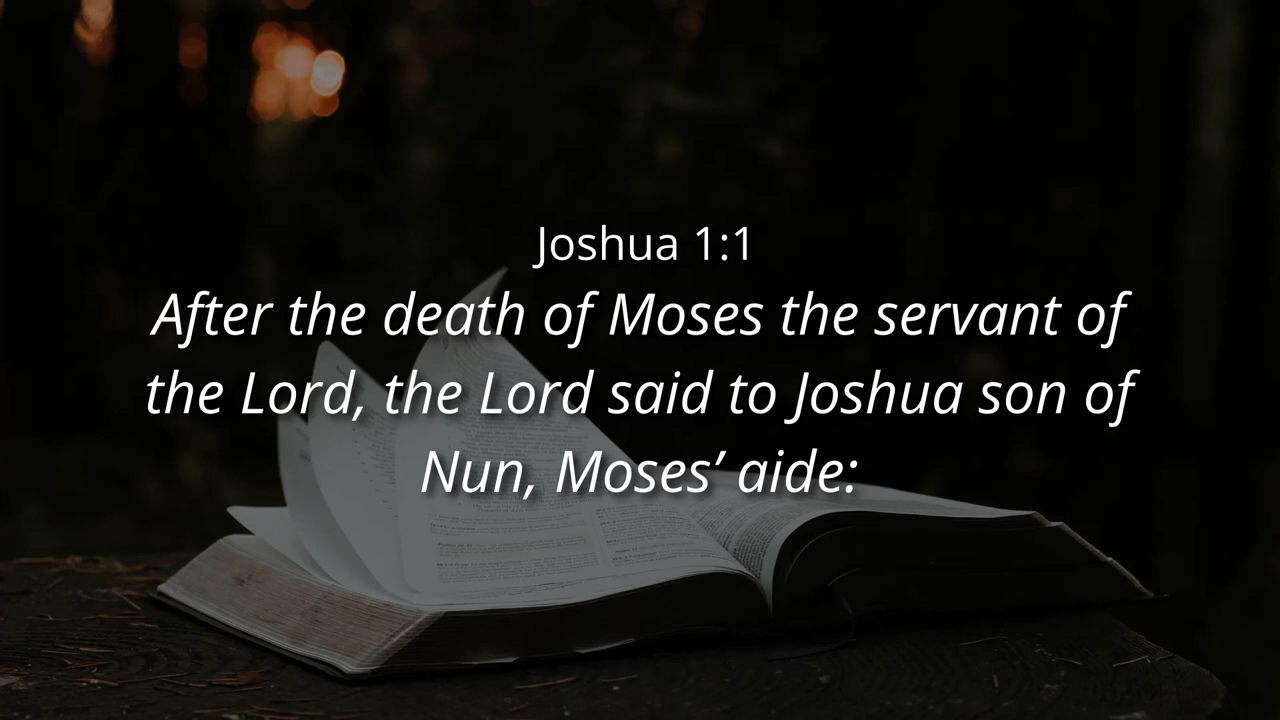 Joshua 1:1
After the death of Moses the servant of
the Lord, the Lord said to Joshua son of
Nun, Moses’ aide: